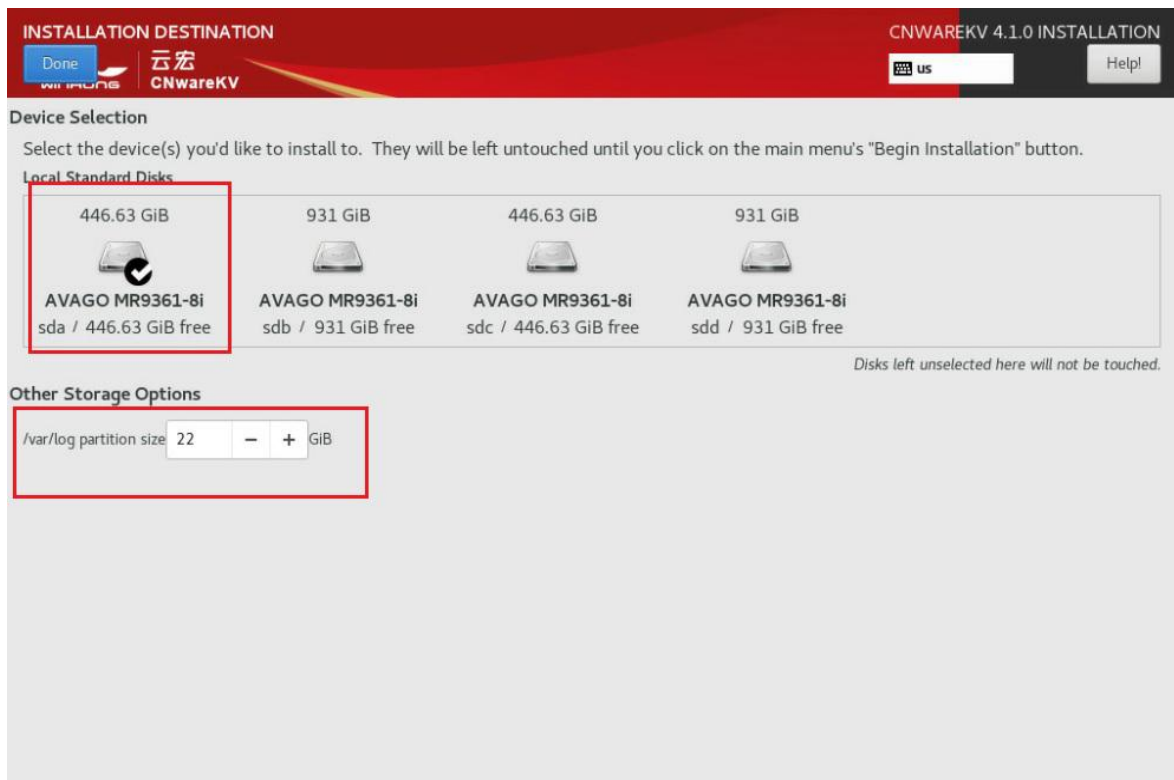 INSTALLATION DESTINATION
CNWAREKV 4.1.0 INSTALLATION
Done
云宏
CNwareKV
us
Help!
Device Selection
Select the device(s) you'd like to install to. They will be left untouched until you click on the main menu's "Begin Installation" button.
Local Standard Disks
446.63 GiB 931 GiB 446.63 GiB 931 GiB
AVAGO MR9361-8i AVAGO MR9361-8i AVAGO MR9361-8i AVAGO MR9361-8i
sda / 446.63 GiB free sdb / 931 GiB free sdc / 446.63 GiB free sdd / 931 GiB free
Disks left unselected here will not be touched.
Other Storage Options
/var/log partition size 22 − + GiB